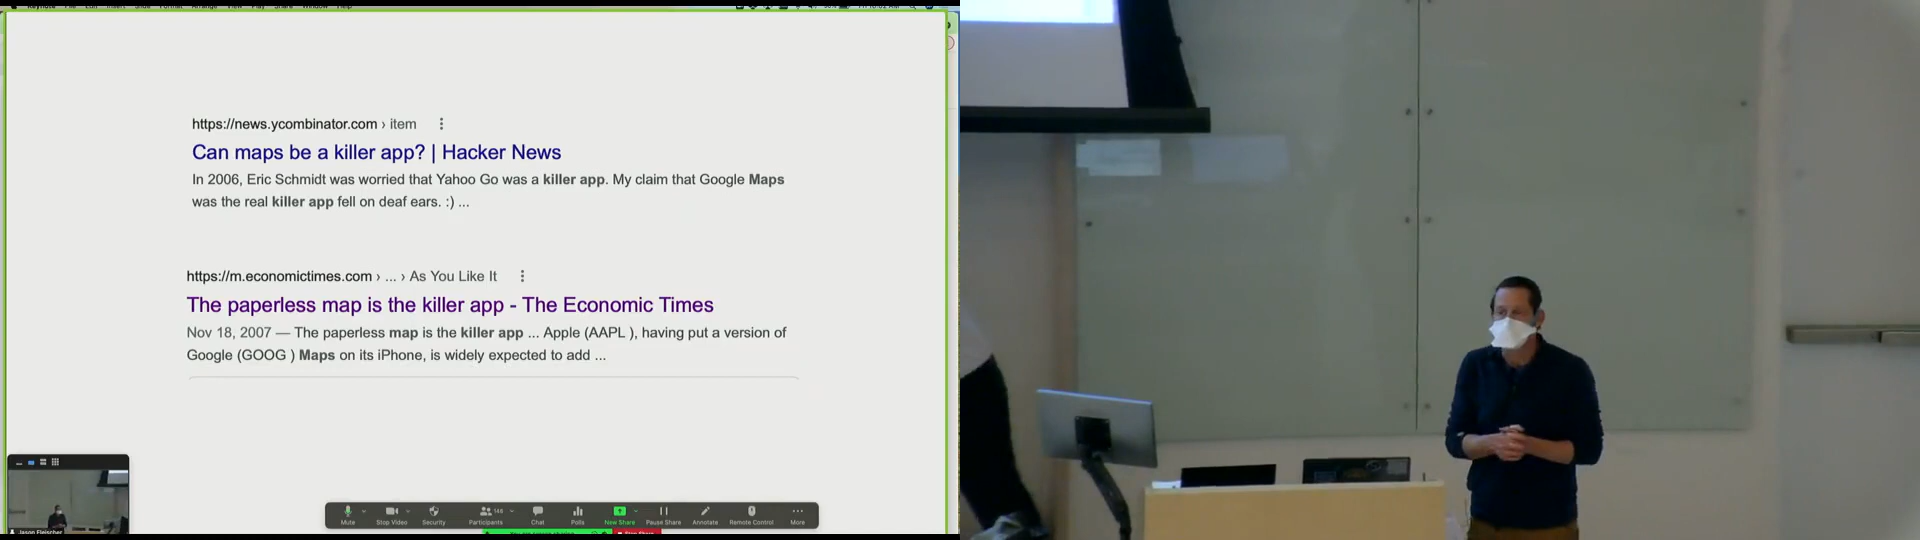 https://news.ycombinator.com › item
Can maps be a killer app? | Hacker News
In 2006, Eric Schmidt was worried that Yahoo Go was a killer app. My claim that Google Maps
was the real killer app fell on deaf ears. :) ...
https://m.economictimes.com › ... › As You Like It
The paperless map is the killer app - The Economic Times
Nov 18, 2007 — The paperless map is the killer app ... Apple (AAPL ), having put a version of
Google (GOOG ) Maps on its iPhone, is widely expected to add ...
Mute Stop Video Security Participants 146 Chat Polls New Share Pause Share Annotate Remote Control More
Jason Fleischer